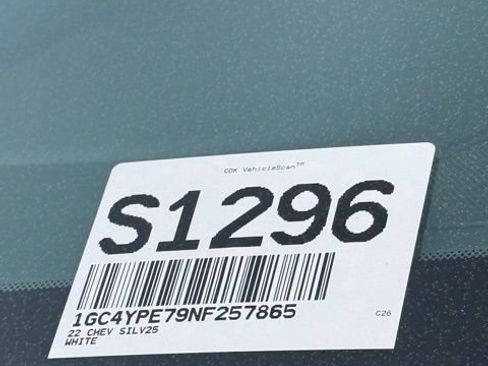 CDK VehicleScan™
S1296
1GC4YPE79NF257865
22 CHEV SILV25
WHITE
C26